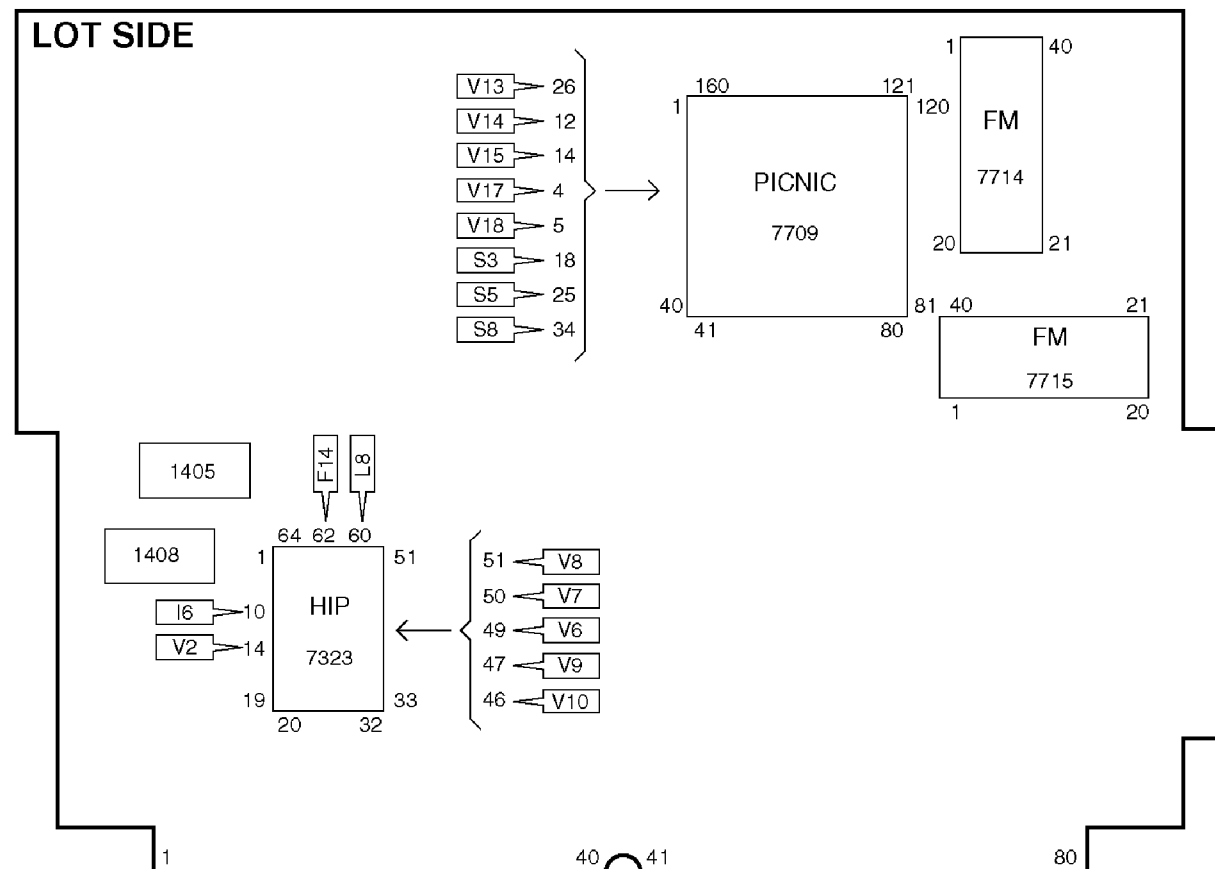 LOT SIDE
V13 26
V14 12
V15 14
V17 4
V18 5
S3 18
S5 25
S8 34
160 121
1 120
PICNIC
7709
40 81
41 80
1 40
FM
7714
20 21
40 21
FM
7715
1 20
1405
1408
F14 L8
64 62 60
1 51
I6 10
V2 14
HIP
7323
19 33
20 32
51 V8
50 V7
49 V6
47 V9
46 V10
1 40 41 80